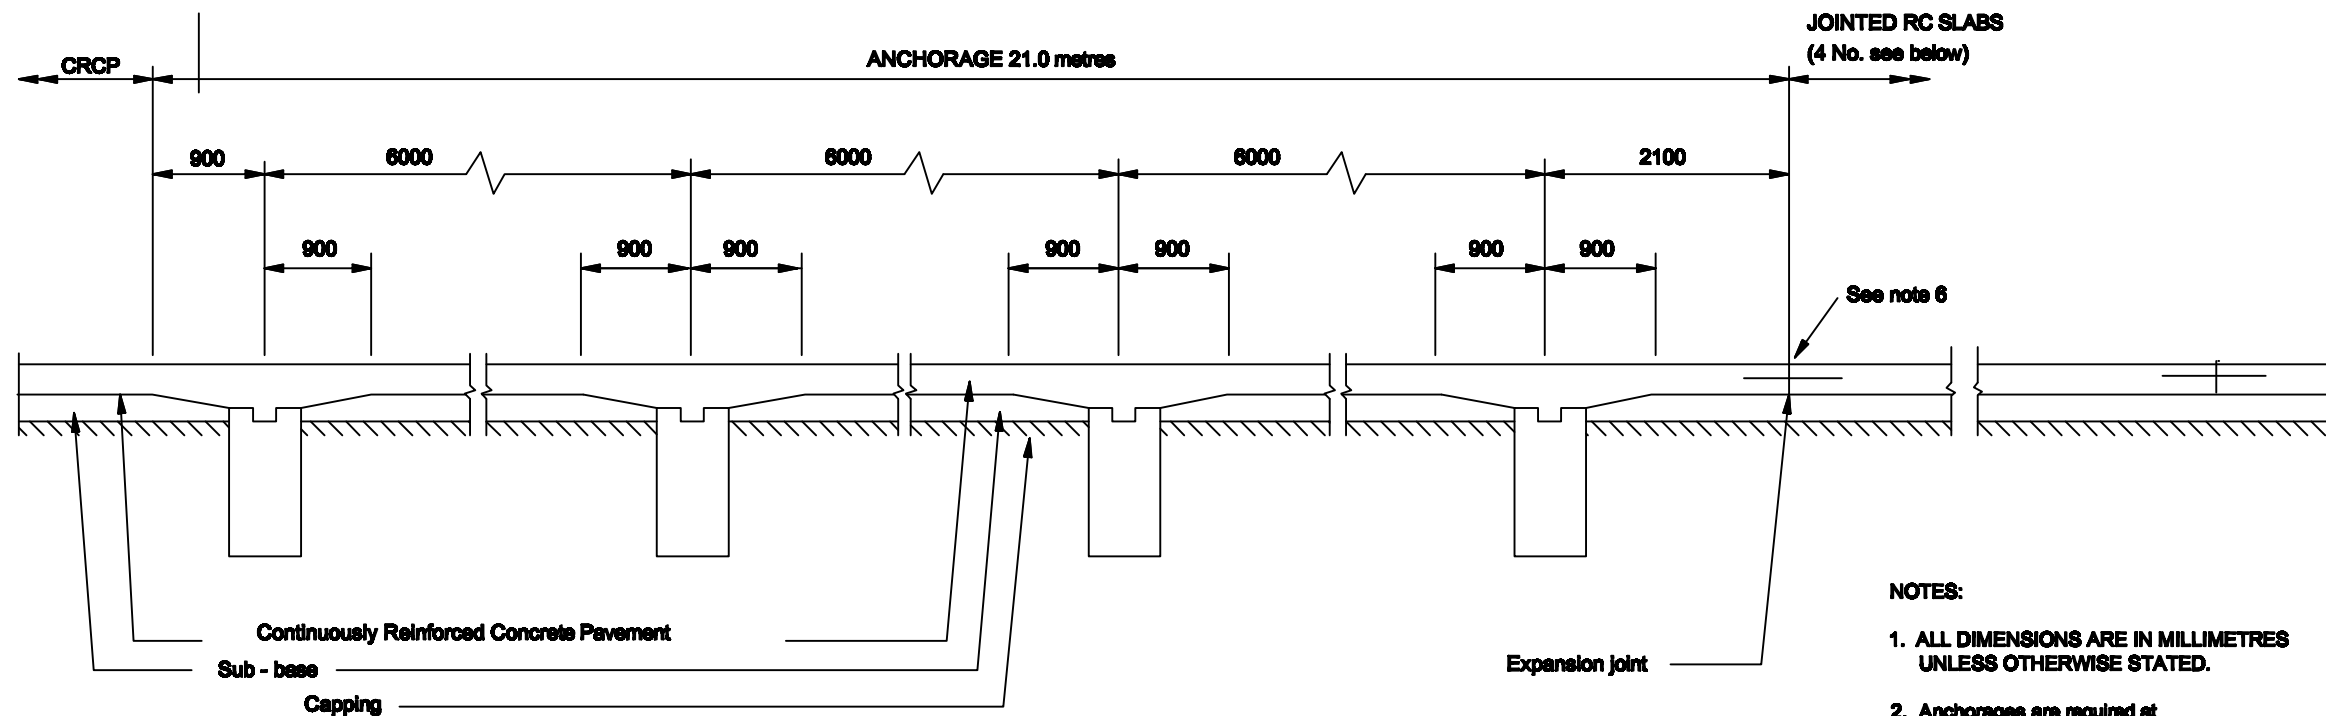 JOINTED RC SLABS
(4 No. see below)
CRCP
ANCHORAGE 21.0 metres
900
6000
6000
6000
2100
900
900
900
900
900
900
900
See note 6
NOTES:
Continuously Reinforced Concrete Pavement
1. ALL DIMENSIONS ARE IN MILLIMETRES
UNLESS OTHERWISE STATED.
Sub - base
Expansion joint
Capping
2. Anchorages are required at